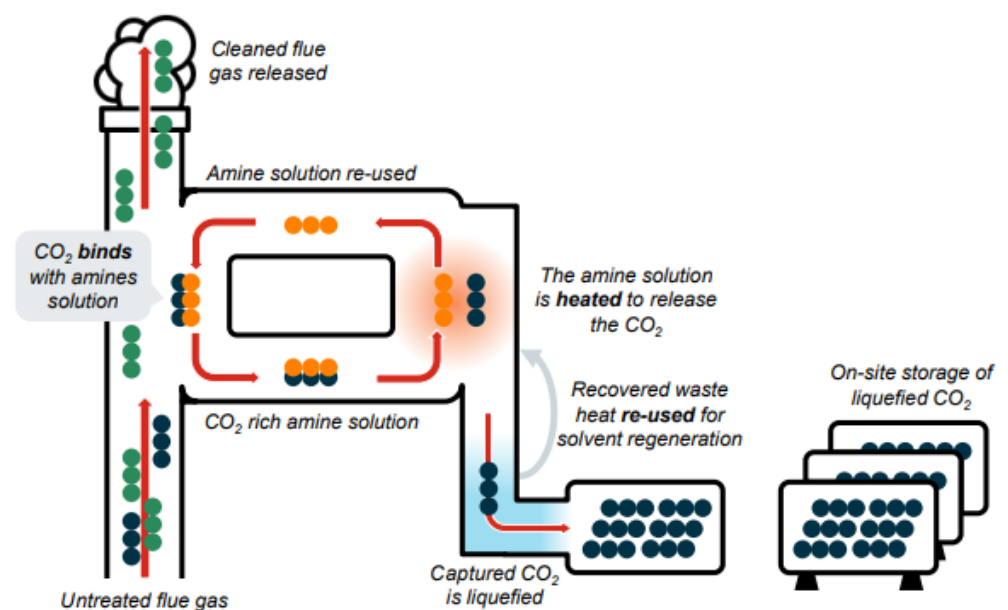 Cleaned flue
gas released
Amine solution re-used
CO₂ binds
with amines
solution
The amine solution
is heated to release
the CO₂
Recovered waste
heat re-used for
solvent regeneration
On-site storage of
liquefied CO₂
CO₂ rich amine solution
Captured CO₂
is liquefied
Untreated flue gas